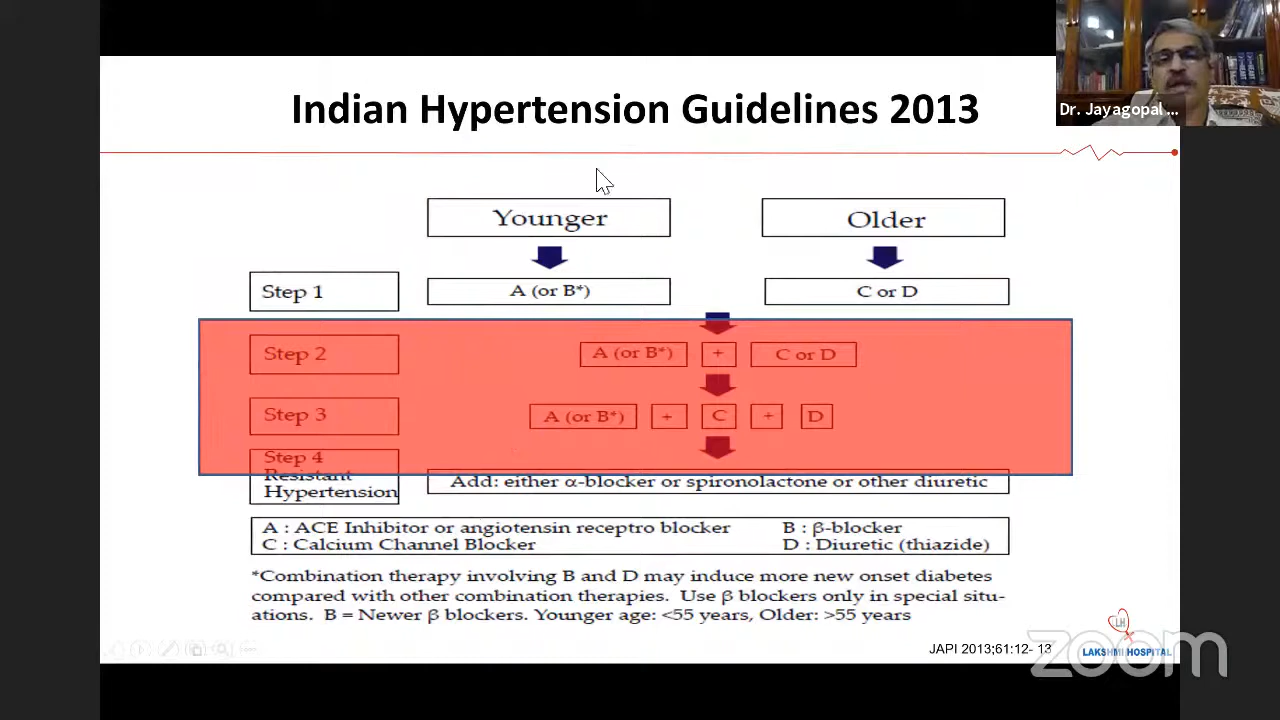 Indian Hypertension Guidelines 2013
Dr. Jayagopal ...
Younger
Older
Step 1
A (or B*)
C or D
Step 2
A (or B*) + C or D
Step 3
A (or B*) + C + D
Step 4
Resistant
Hypertension
Add: either α-blocker or spironolactone or other diuretic
A : ACE Inhibitor or angiotensin receptro blocker B : β-blocker
C : Calcium Channel Blocker D : Diuretic (thiazide)
*Combination therapy involving B and D may induce more new onset diabetes
compared with other combination therapies. Use β blockers only in special situ-
ations. B = Newer β blockers. Younger age: <55 years, Older: >55 years
JAPI 2013;61:12- 13
LH
LAKSHMI HOSPITAL
zoom